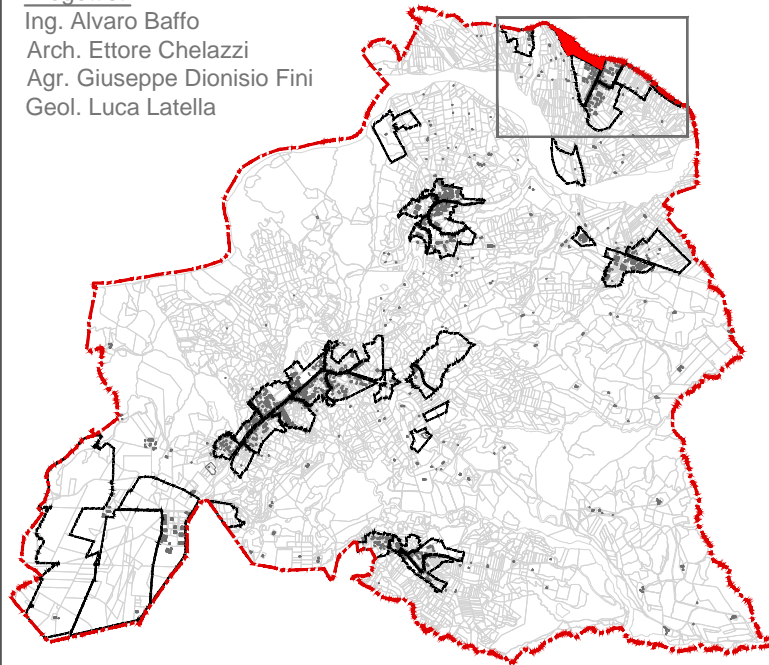 Ing. Alvaro Baffo
Arch. Ettore Chelazzi
Agr. Giuseppe Dionisio Fini
Geol. Luca Latella